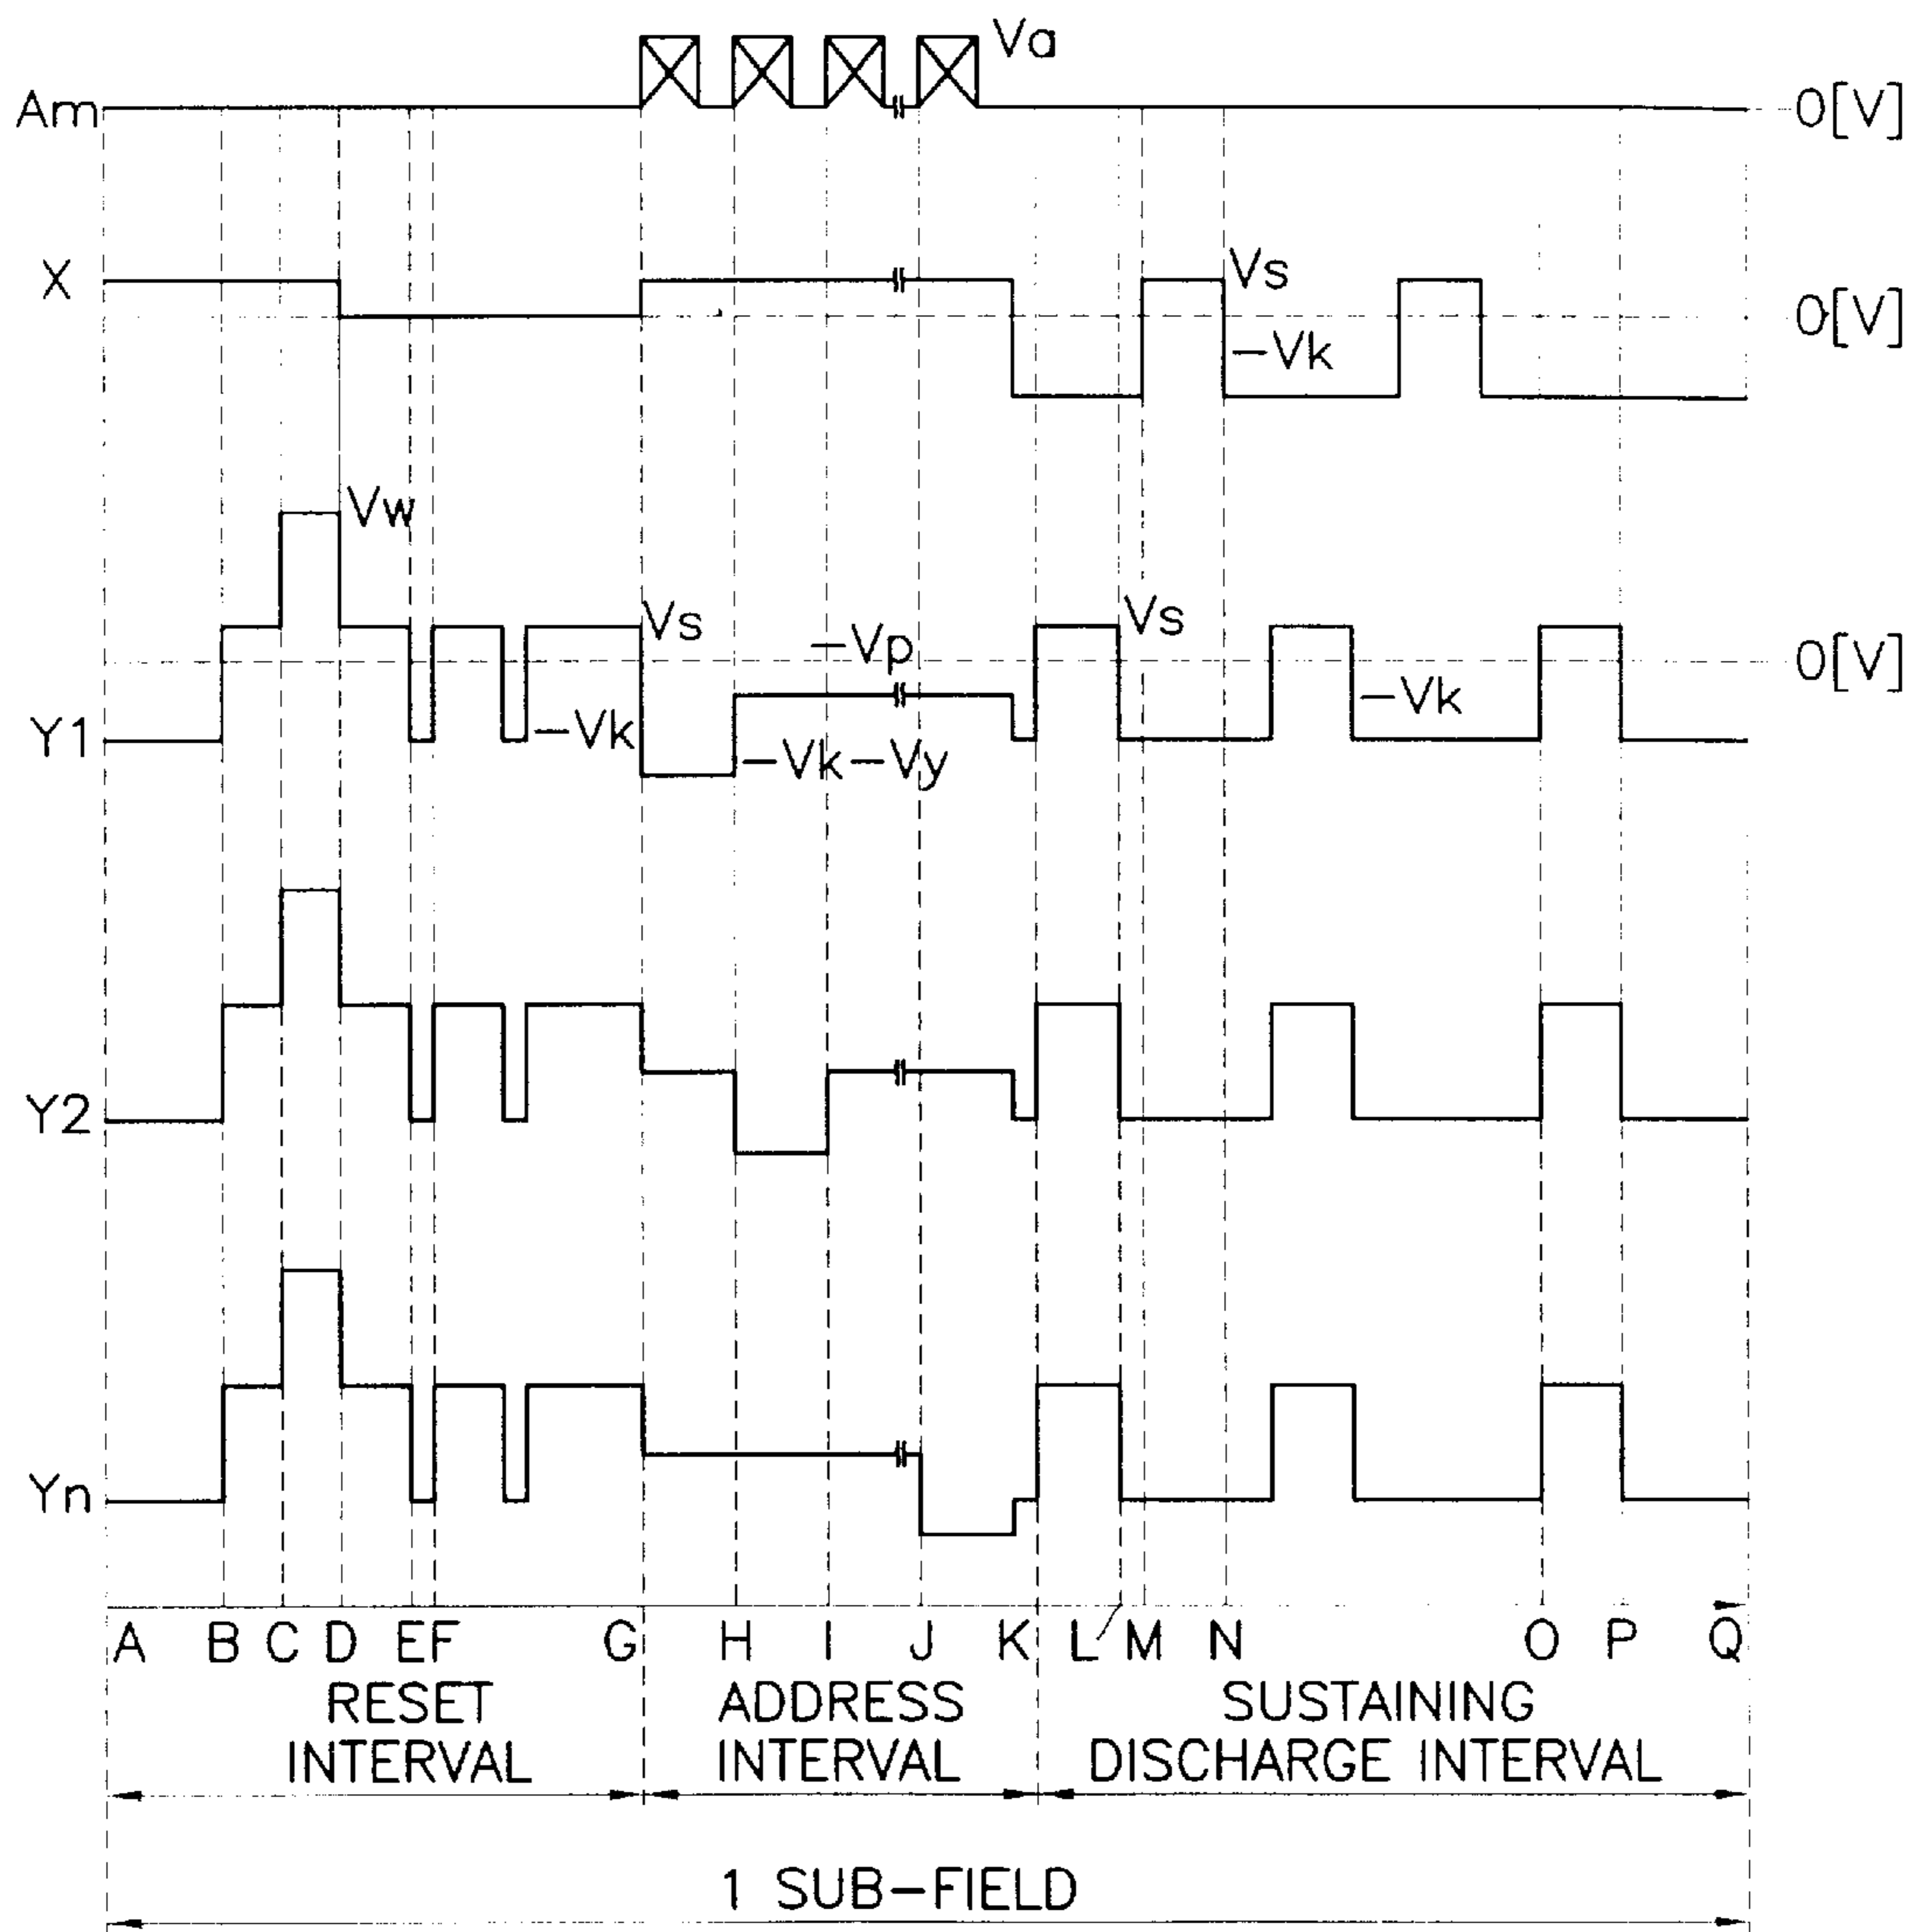 Va
Am
0[V]
X
Vs
0[V]
-Vk
Vw
Vs
Vs
-Vp
0[V]
-Vk
-Vk
Y1
-Vk-Vy
Y2
Yn
A B C D E F G H I J K L M N O P Q
RESET INTERVAL
ADDRESS INTERVAL
SUSTAINING DISCHARGE INTERVAL
1 SUB-FIELD